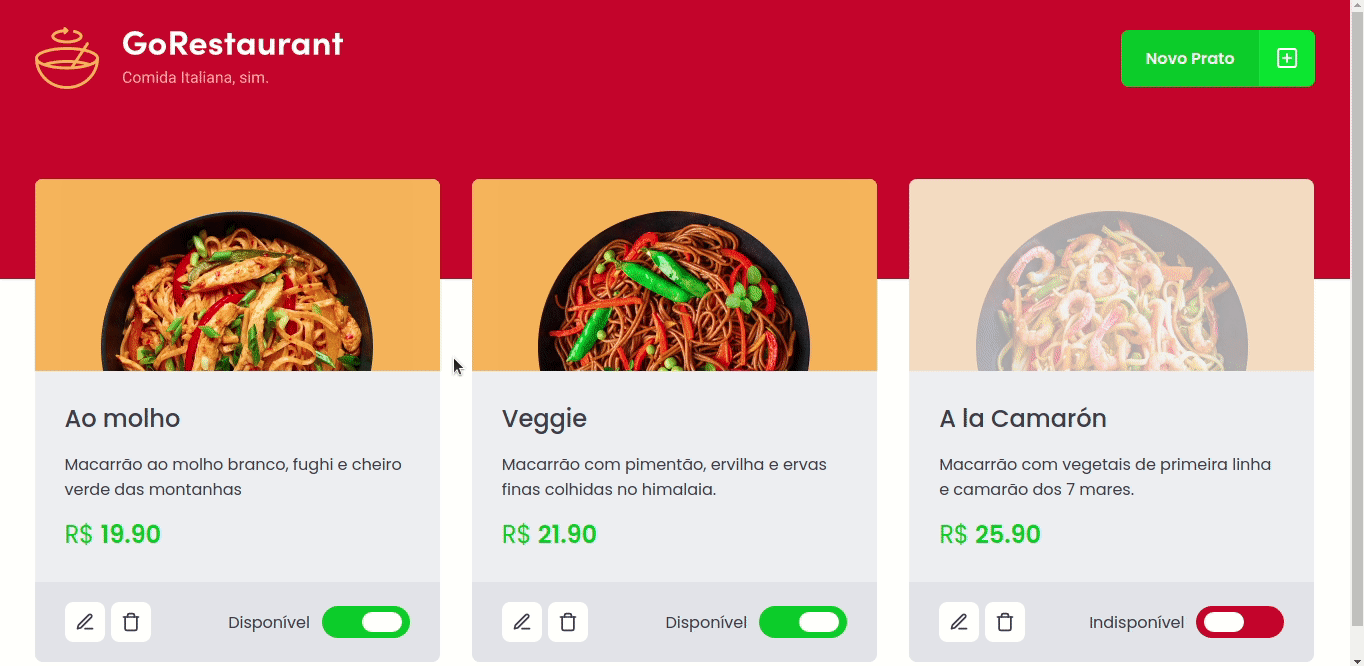 GoRestaurant
Comida Italiana, sim.
Novo Prato
Ao molho
Macarrão ao molho branco, fughi e cheiro
verde das montanhas
R$ 19.90
Disponível
Veggie
Macarrão com pimentão, ervilha e ervas
finas colhidas no himalaia.
R$ 21.90
Disponível
A la Camarón
Macarrão com vegetais de primeira linha
e camarão dos 7 mares.
R$ 25.90
Indisponível